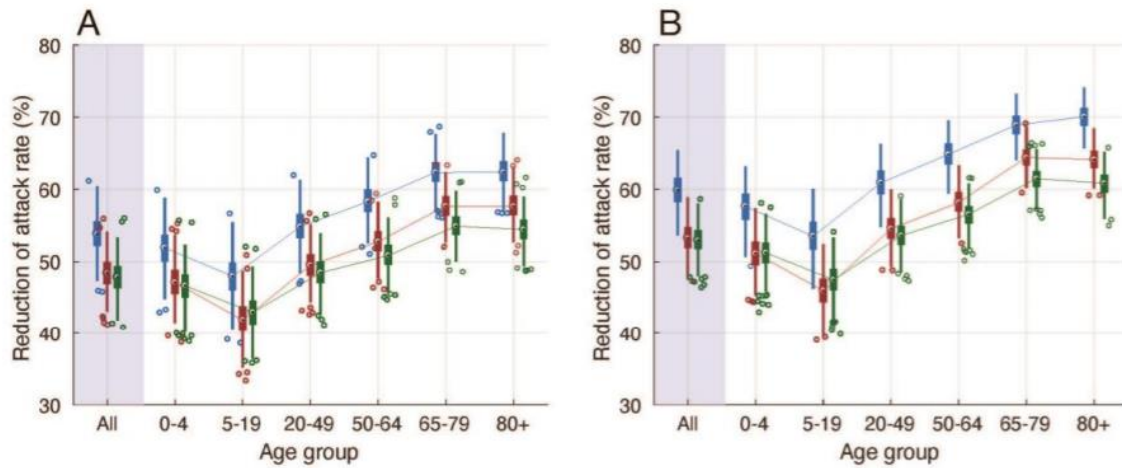 A
Reduction of attack rate (%)
80
70
60
50
40
30
All 0-4 5-19 20-49 50-64 65-79 80+
Age group
B
Reduction of attack rate (%)
80
70
60
50
40
30
All 0-4 5-19 20-49 50-64 65-79 80+
Age group